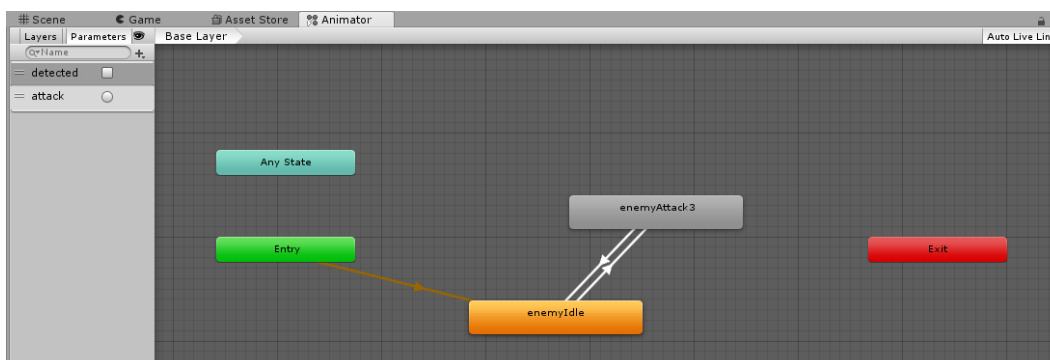 Scene Game Asset Store Animator
Layers Parameters Base Layer Auto Live Lin
Name
detected
attack
Any State
enemyAttack3
Entry
Exit
enemyIdle